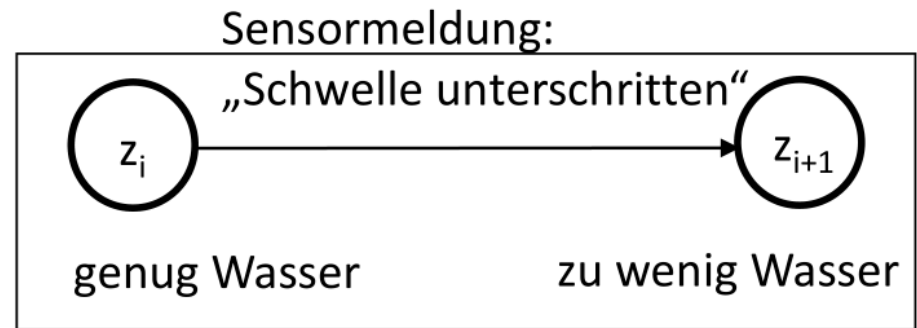 Sensormeldung:
„Schwelle unterschritten“
zᵢ
zᵢ₊₁
genug Wasser
zu wenig Wasser